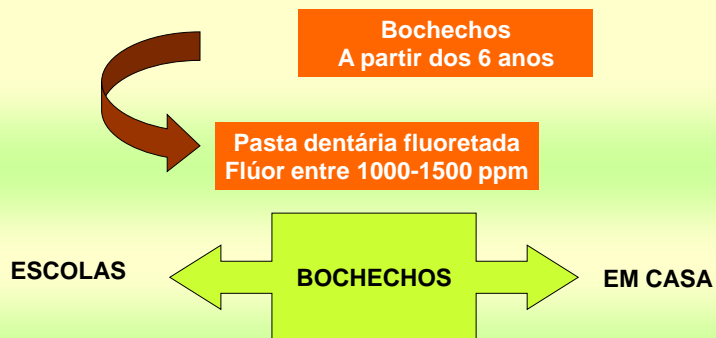 Bochechos
A partir dos 6 anos
Pasta dentária fluoretada
Flúor entre 1000-1500 ppm
ESCOLAS
BOCHECHOS
EM CASA